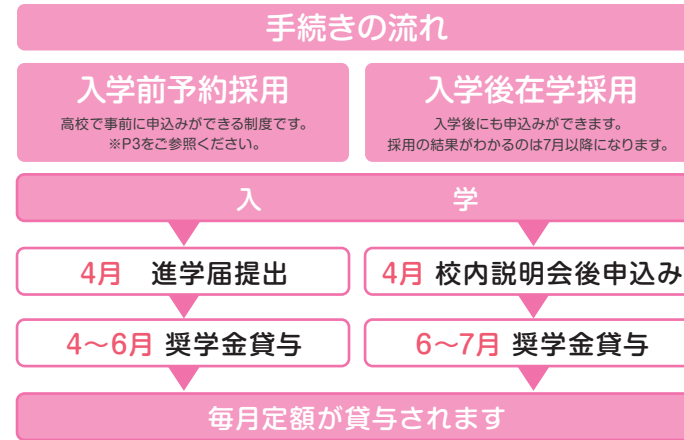 手続きの流れ
入学前予約採用
高校で事前に申込みができる制度です。
※P3をご参照ください。
入学後在学採用
入学後にも申込みができます。
採用の結果がわかるのは7月以降になります。
入 学
4月 進学届提出
4月 校内説明会後申込み
4〜6月 奨学金貸与
6〜7月 奨学金貸与
毎月定額が貸与されます